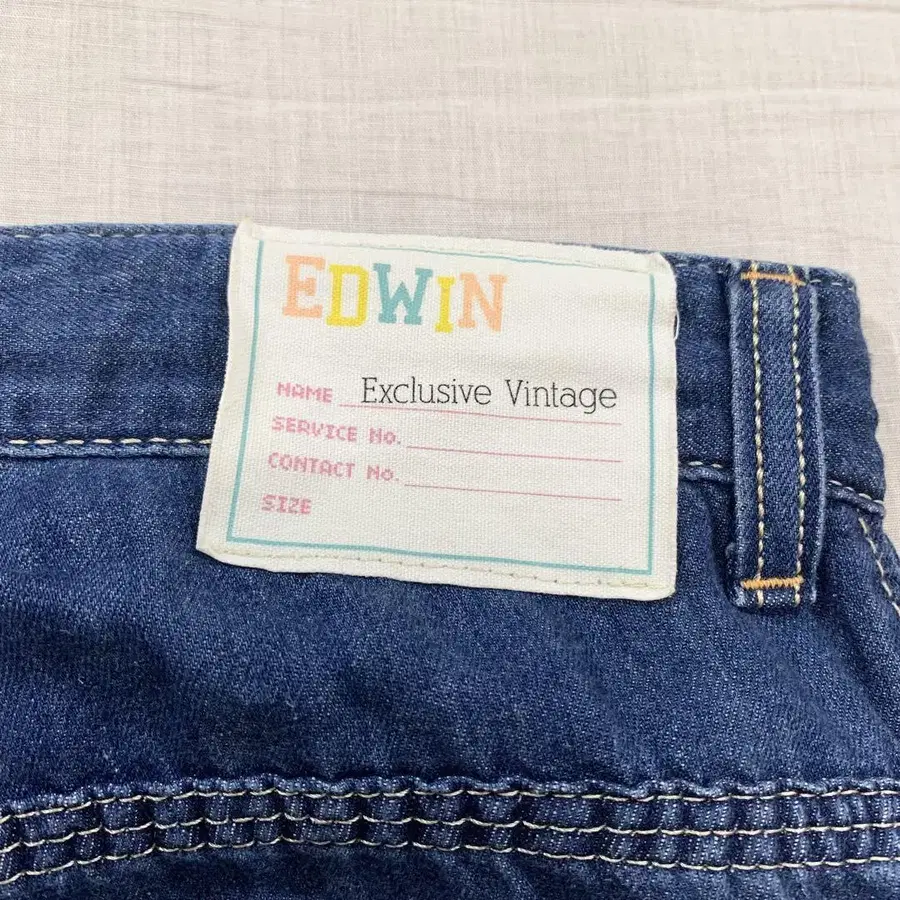 EDWIN
NAME Exclusive Vintage
SERVICE No.
CONTACT No.
SIZE